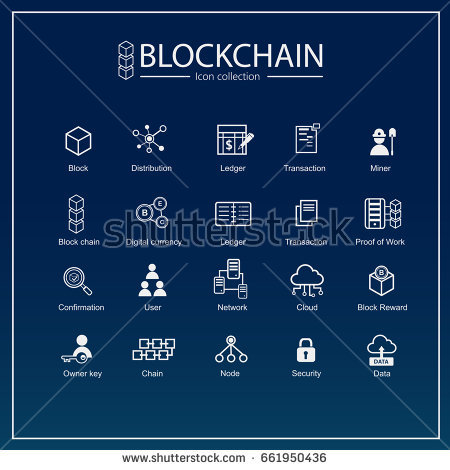 BLOCKCHAIN
Icon collection
$
Block
Distribution
Ledger
Transaction
Miner
B
E
C
shutterstock
Block chain
Digital currency
Ledger
Transaction
Proof of Work
B
Confirmation
User
Network
Cloud
Block Reward
DATA
Owner key
Chain
Node
Security
Data
www.shutterstock.com · 661950436